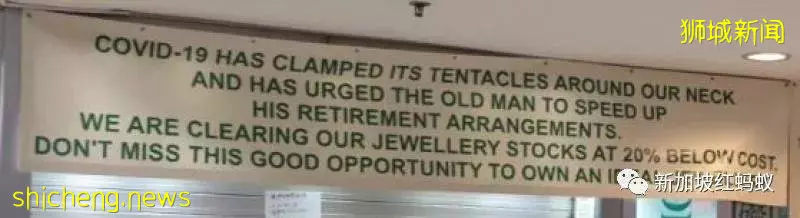 狮城新闻
COVID-19 HAS CLAMPED ITS TENTACLES AROUND OUR NECK
AND HAS URGED THE OLD MAN TO SPEED UP
HIS RETIREMENT ARRANGEMENTS.
WE ARE CLEARING OUR JEWELLERY STOCKS AT 20% BELOW COST.
DON'T MISS THIS GOOD OPPORTUNITY TO OWN AN
shicheng.news
新加坡红蚂蚁